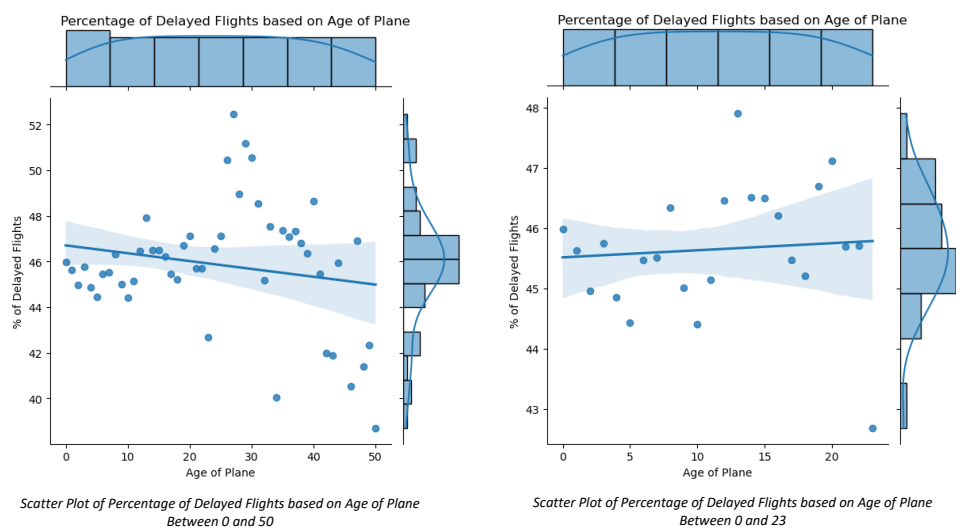 Percentage of Delayed Flights based on Age of Plane
52
50
48
46
44
42
40
% of Delayed Flights
0 10 20 30 40 50
Age of Plane
Scatter Plot of Percentage of Delayed Flights based on Age of Plane
Between 0 and 50
Percentage of Delayed Flights based on Age of Plane
48
47
46
45
44
43
% of Delayed Flights
0 5 10 15 20
Age of Plane
Scatter Plot of Percentage of Delayed Flights based on Age of Plane
Between 0 and 23